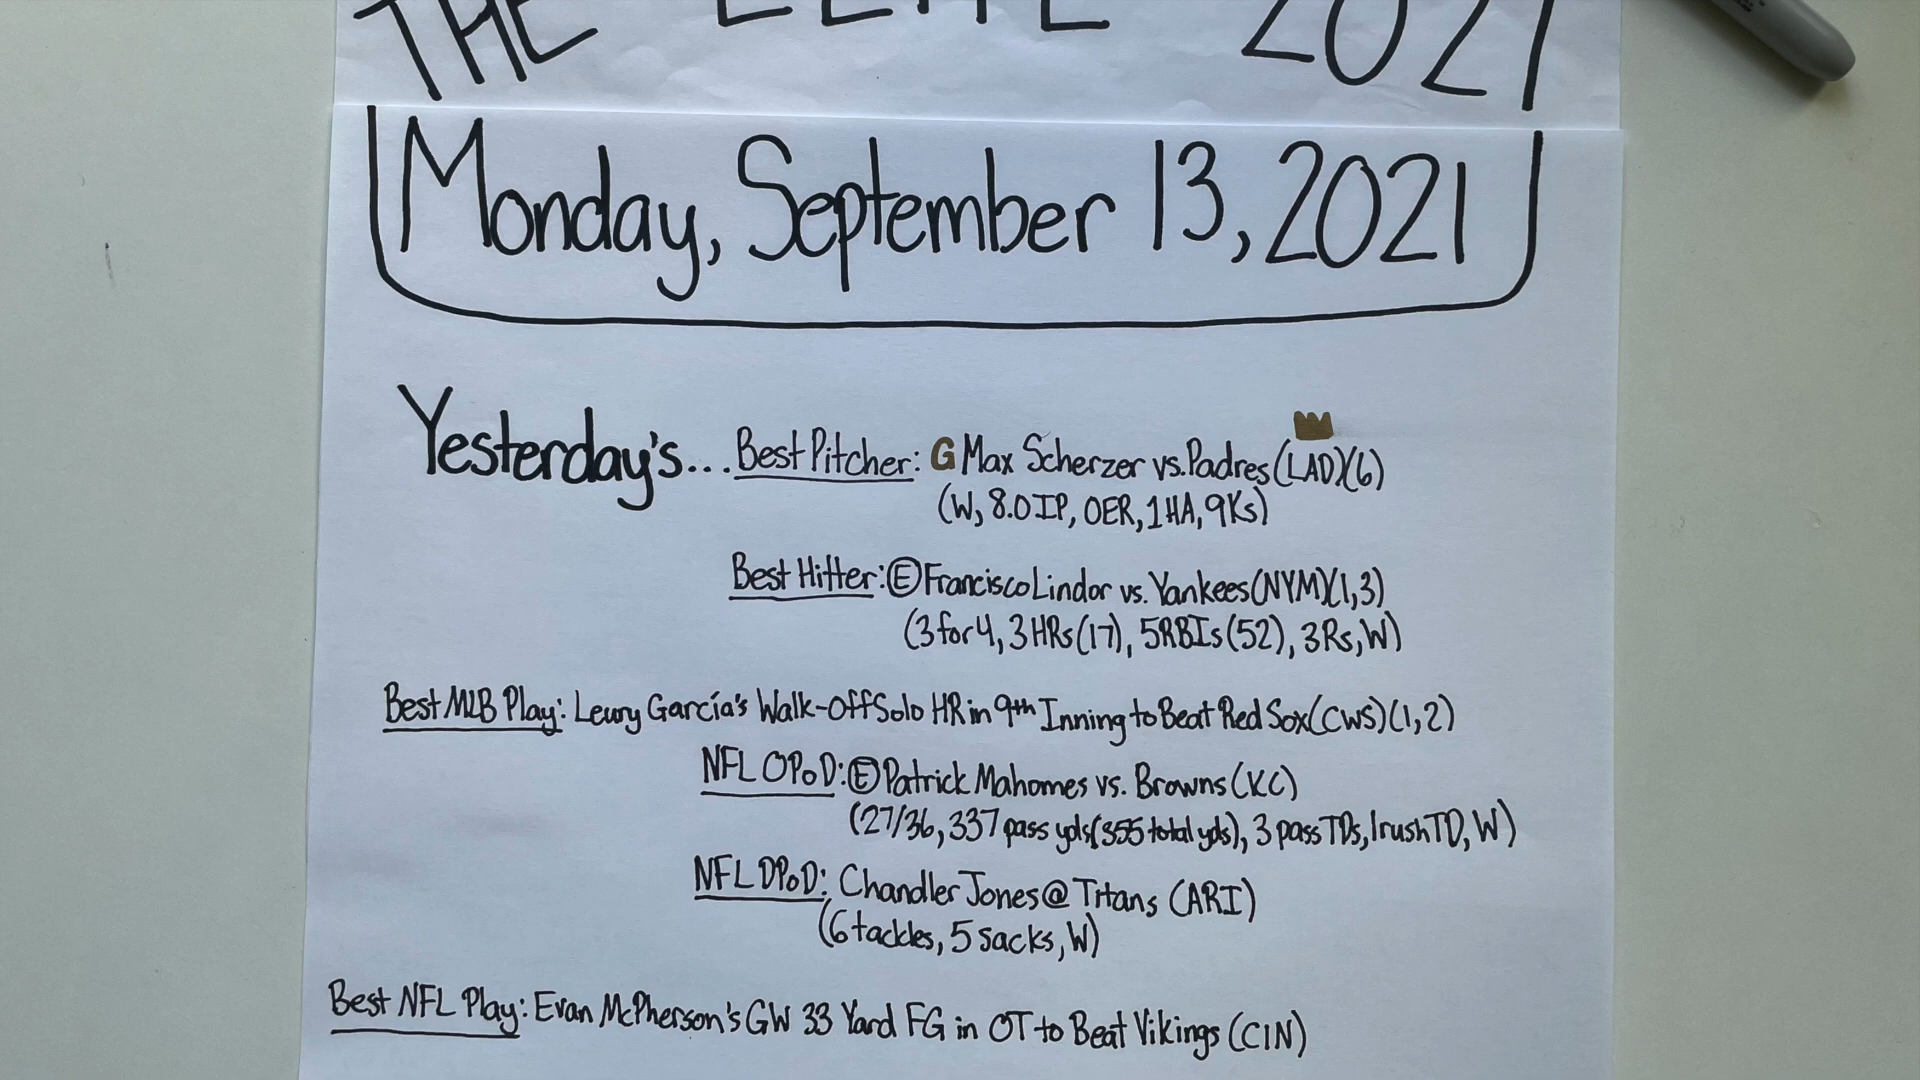 THE ELITE 2021
Monday, September 13, 2021
Yesterday's... Best Pitcher: G Max Scherzer vs. Padres (LAD)(6)
(W, 8.0 IP, 0ER, 1HA, 9Ks)
Best Hitter: Ⓔ Francisco Lindor vs. Yankees (NYM)(1,3)
(3 for 4, 3 HRs (17), 5 RBIs (52), 3 Rs, W)
Best MLB Play: Leury García's Walk-Off Solo HR in 9th Inning to Beat Red Sox (CWS)(1,2)
NFL OPoD: Ⓔ Patrick Mahomes vs. Browns (KC)
(27/36, 337 pass yds (355 total yds), 3 pass TDs, 1 rush TD, W)
NFL DPoD: Chandler Jones @ Titans (ARI)
(6 tackles, 5 sacks, W)
Best NFL Play: Evan McPherson's GW 33 Yard FG in OT to Beat Vikings (CIN)